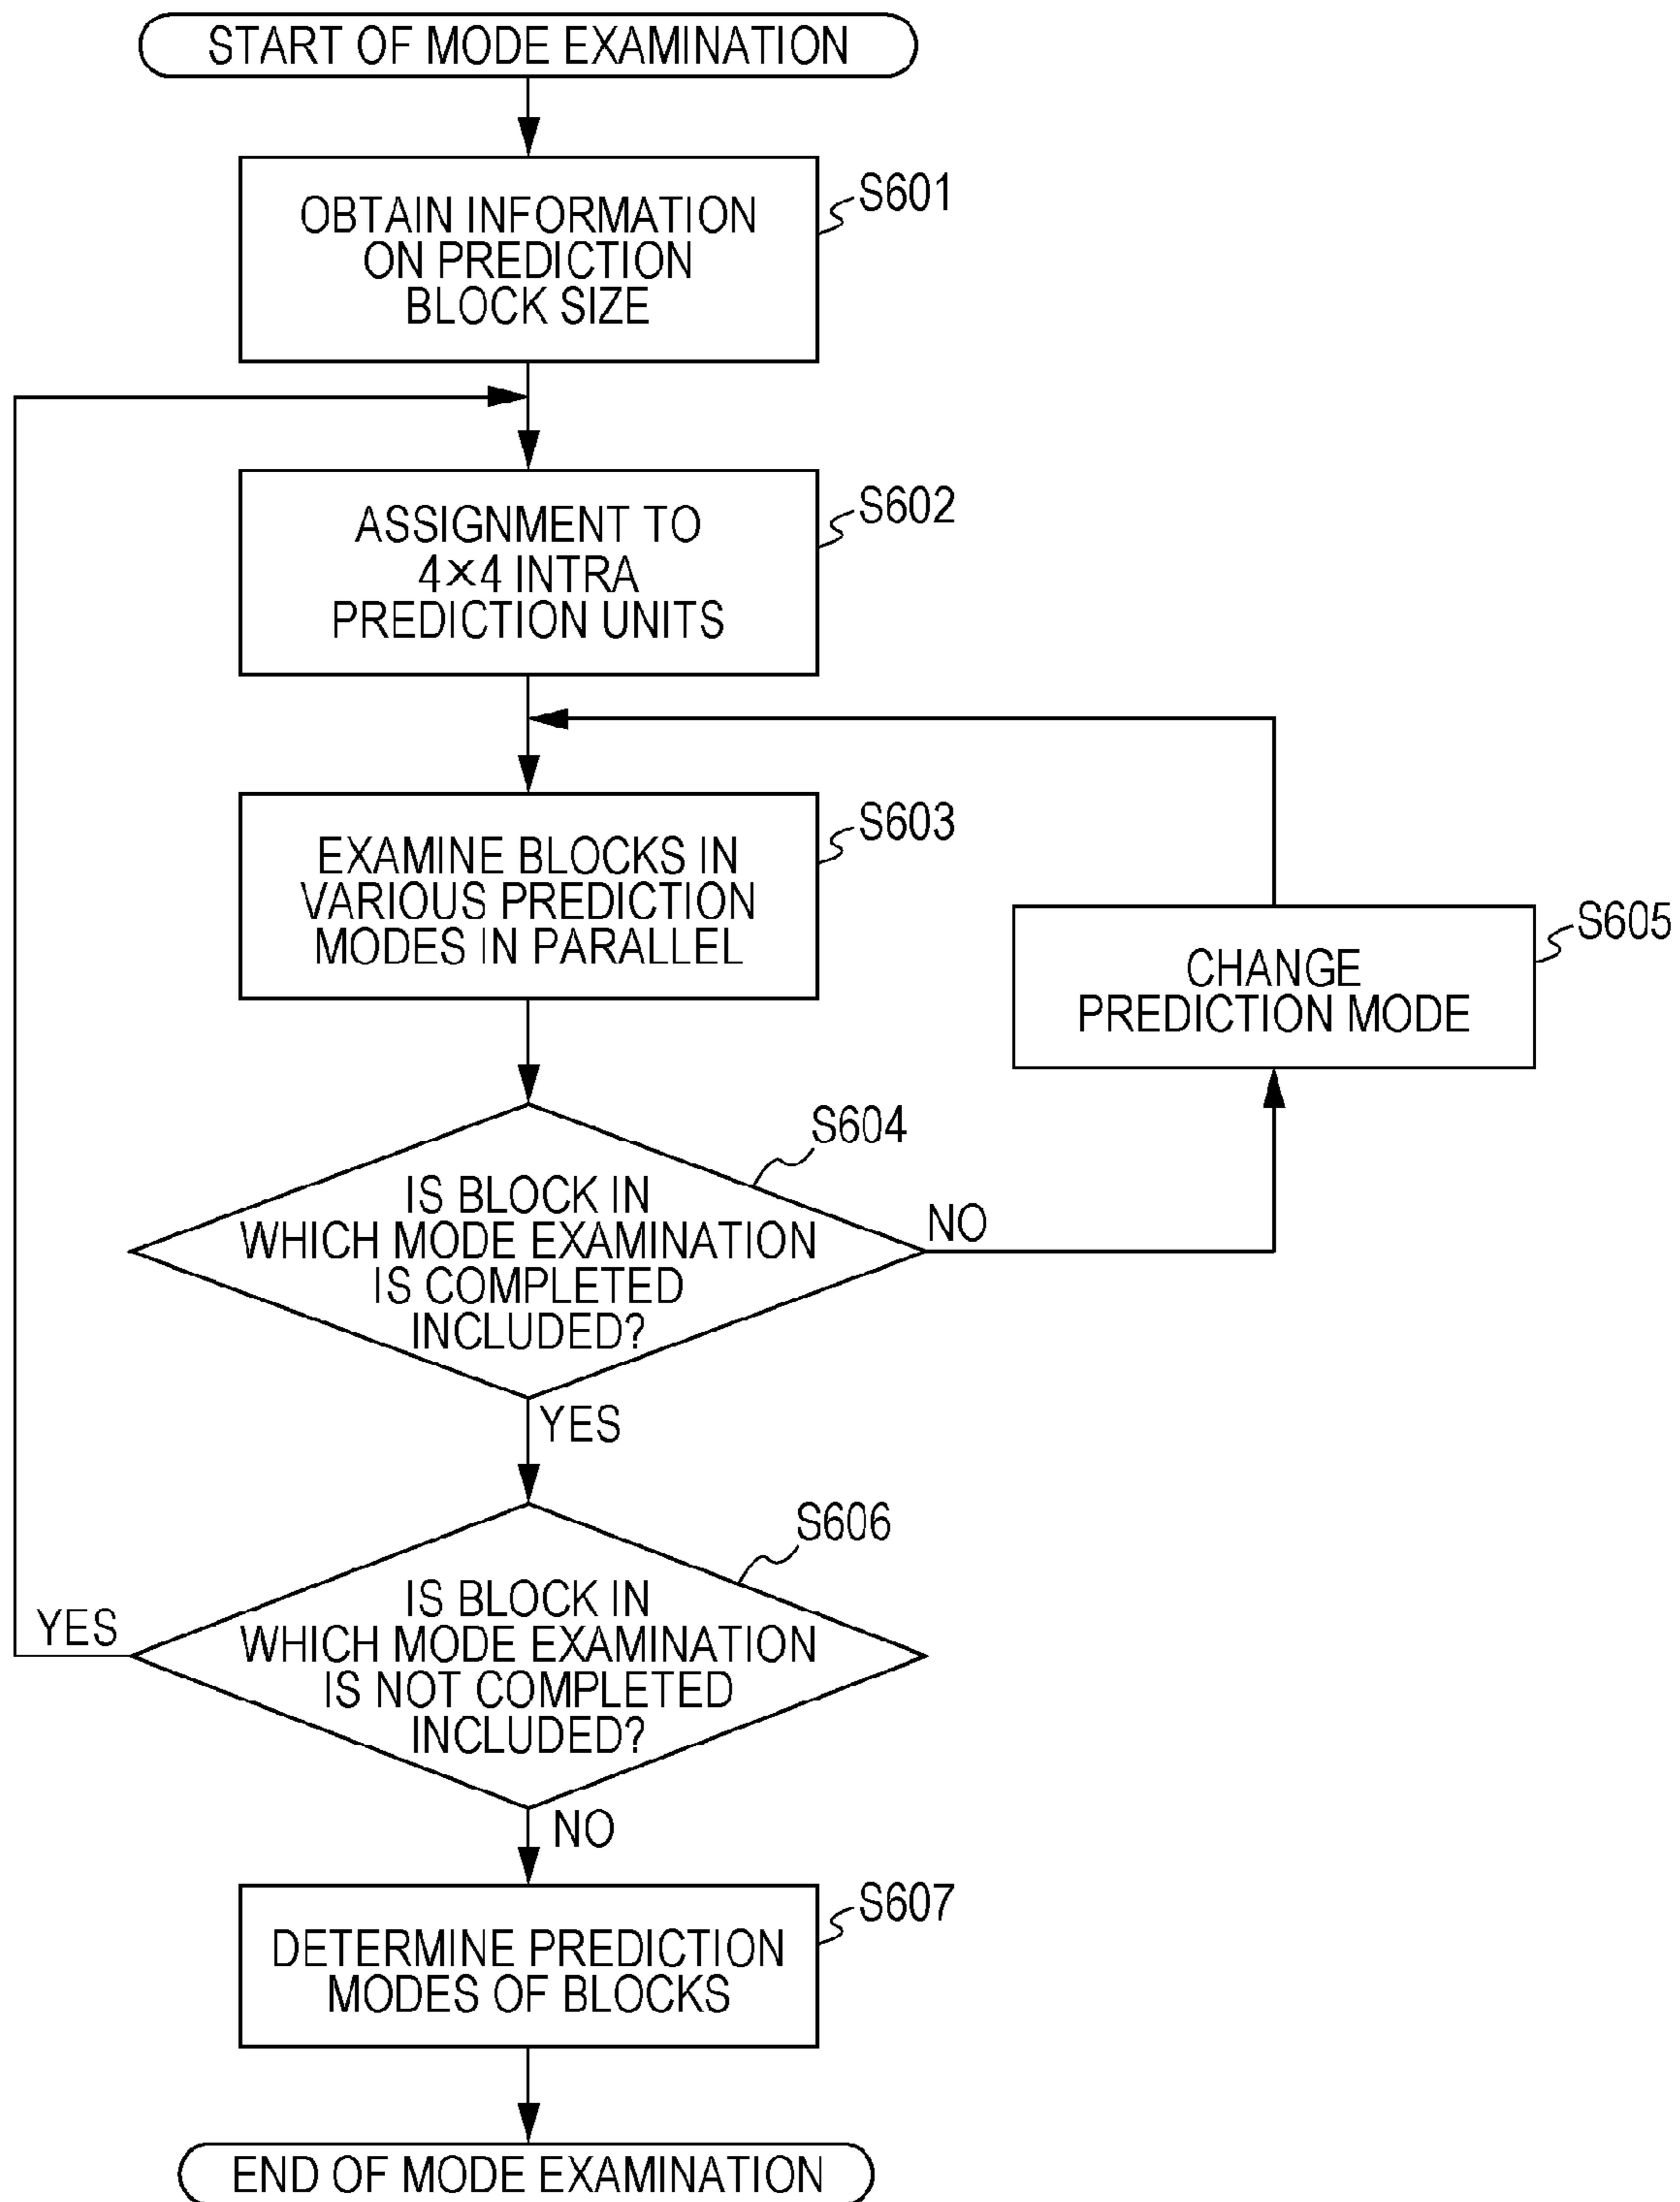 START OF MODE EXAMINATION
OBTAIN INFORMATION
ON PREDICTION
BLOCK SIZE
S601
ASSIGNMENT TO
4×4 INTRA
PREDICTION UNITS
S602
EXAMINE BLOCKS IN
VARIOUS PREDICTION
MODES IN PARALLEL
S603
CHANGE
PREDICTION MODE
S605
IS BLOCK IN
WHICH MODE EXAMINATION
IS COMPLETED
INCLUDED?
S604
NO
YES
IS BLOCK IN
WHICH MODE EXAMINATION
IS NOT COMPLETED
INCLUDED?
S606
YES
NO
DETERMINE PREDICTION
MODES OF BLOCKS
S607
END OF MODE EXAMINATION